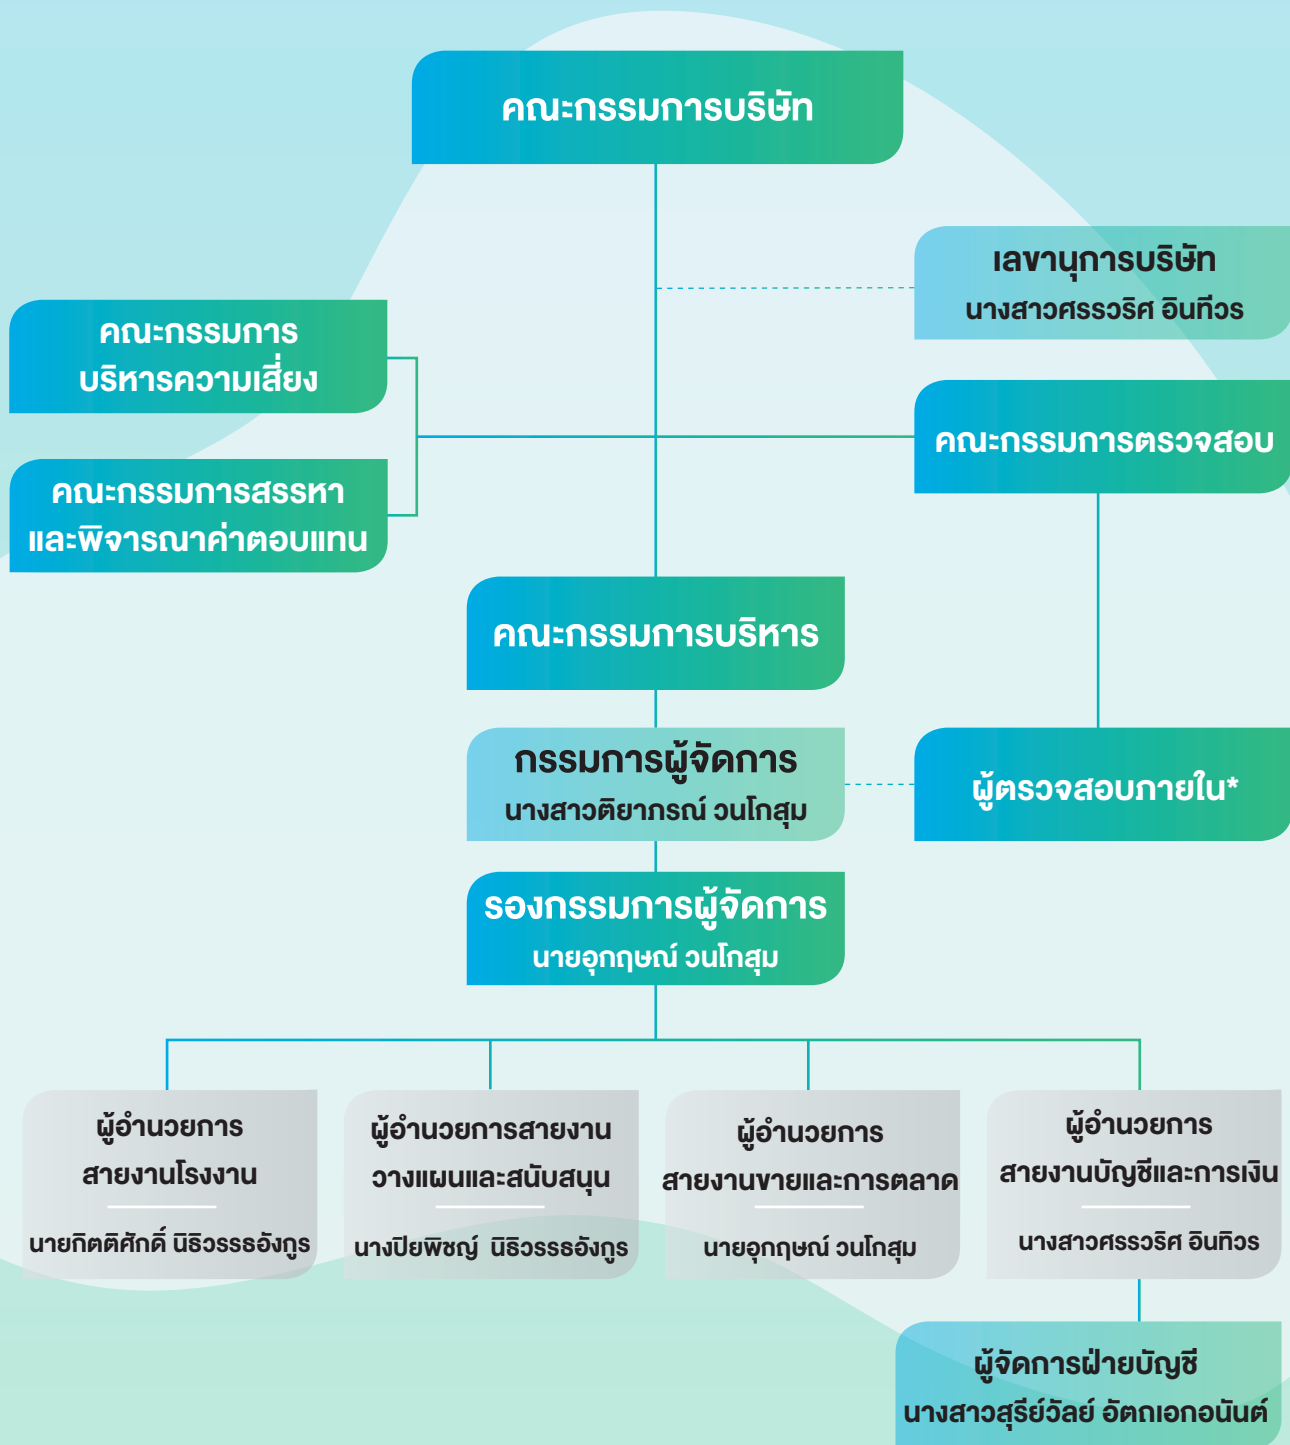 คณะกรรมการบริษัท
เลขานุการบริษัท
นางสาวศรรวริศ อินทีวร
คณะกรรมการ
บริหารความเสี่ยง
คณะกรรมการตรวจสอบ
คณะกรรมการสรรหา
และพิจารณาค่าตอบแทน
คณะกรรมการบริหาร
กรรมการผู้จัดการ
นางสาวติยาภรณ์ วนโกสุม
ผู้ตรวจสอบภายใน*
รองกรรมการผู้จัดการ
นายอุกฤษณ์ วนโกสุม
ผู้อำนวยการ
สายงานโรงงาน
นายกิตติศักดิ์ นิธิวรรธอังกูร
ผู้อำนวยการสายงาน
วางแผนและสนับสนุน
นางปิยพิชญ์ นิธิวรรธอังกูร
ผู้อำนวยการ
สายงานขายและการตลาด
นายอุกฤษณ์ วนโกสุม
ผู้อำนวยการ
สายงานบัญชีและการเงิน
นางสาวศรรวริศ อินทิวร
ผู้จัดการฝ่ายบัญชี
นางสาวสุรีย์วัลย์ อัตถเอกอนันต์